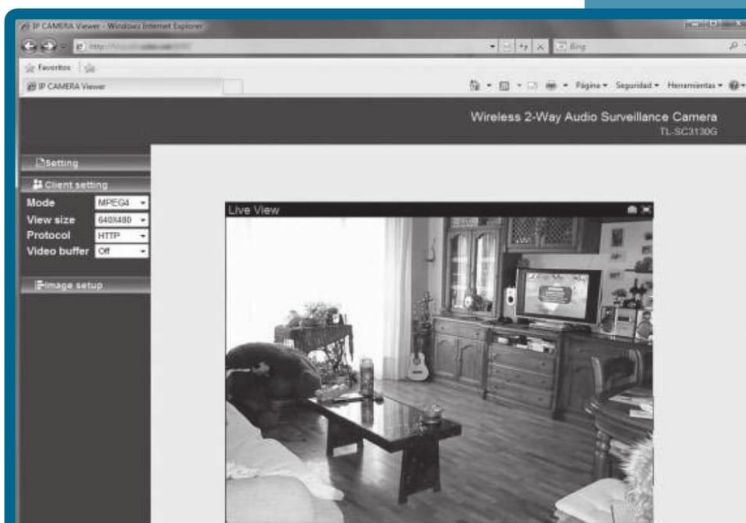 IP CAMERA Viewer - Windows Internet Explorer
http://
Bing
Favoritos
IP CAMERA Viewer
Página Seguridad Herramientas
Wireless 2-Way Audio Surveillance Camera
TL-SC3130G
Setting
Client setting
Mode MPEG4
View size 640X480
Protocol HTTP
Video buffer Off
Image setup
Live View